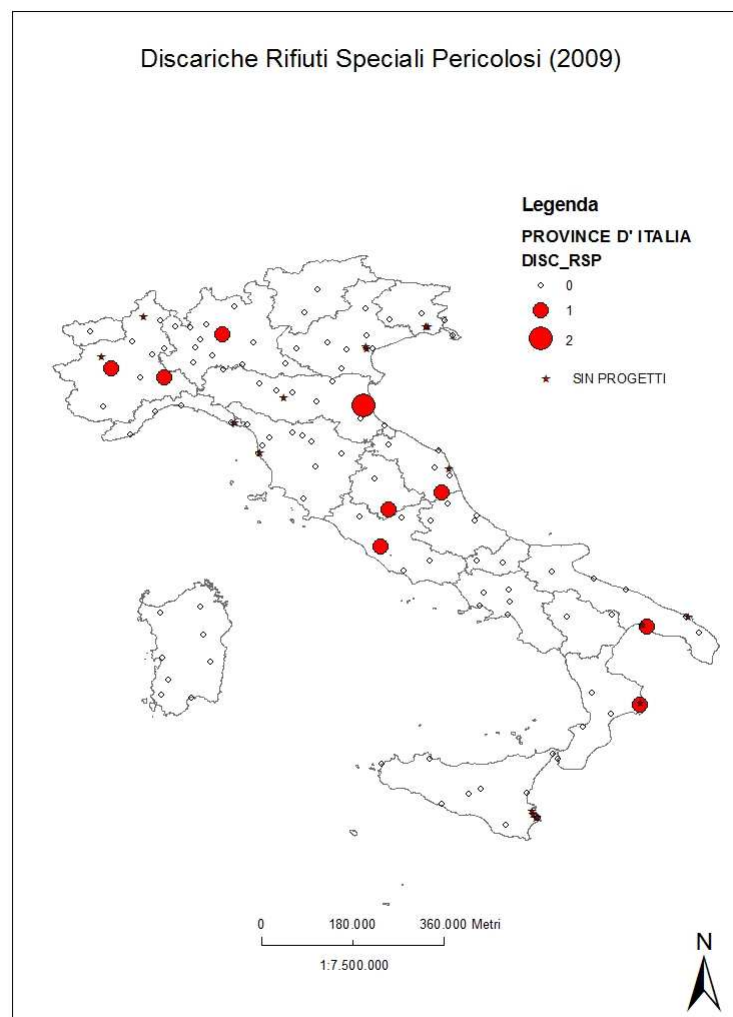 Discariche Rifiuti Speciali Pericolosi (2009)
Legenda
PROVINCE D' ITALIA
DISC_RSP
0
1
2
SIN PROGETTI
0 180.000 360.000 Metri
1:7.500.000
N